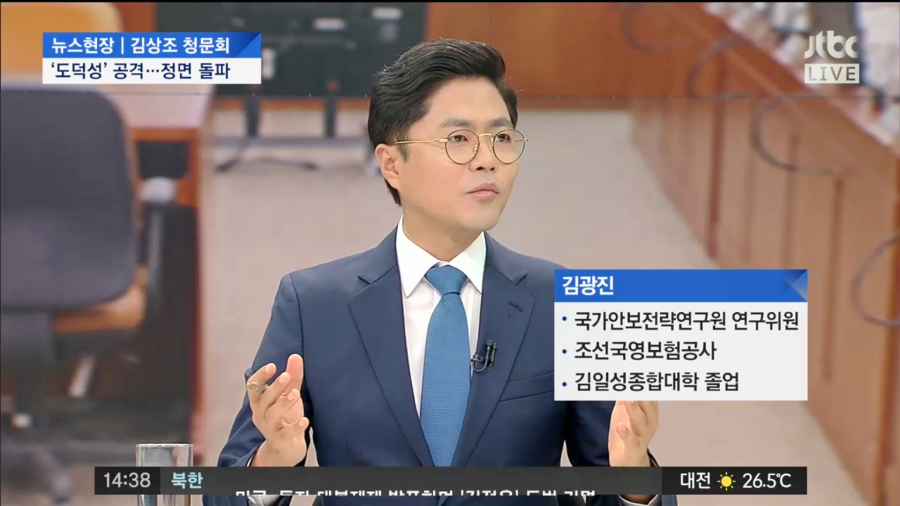 뉴스현장 | 김상조 청문회
'도덕성' 공격…정면 돌파
jtbc
LIVE
김광진
• 국가안보전략연구원 연구위원
• 조선국영보험공사
• 김일성종합대학 졸업
14:38 북한 대전 26.5℃